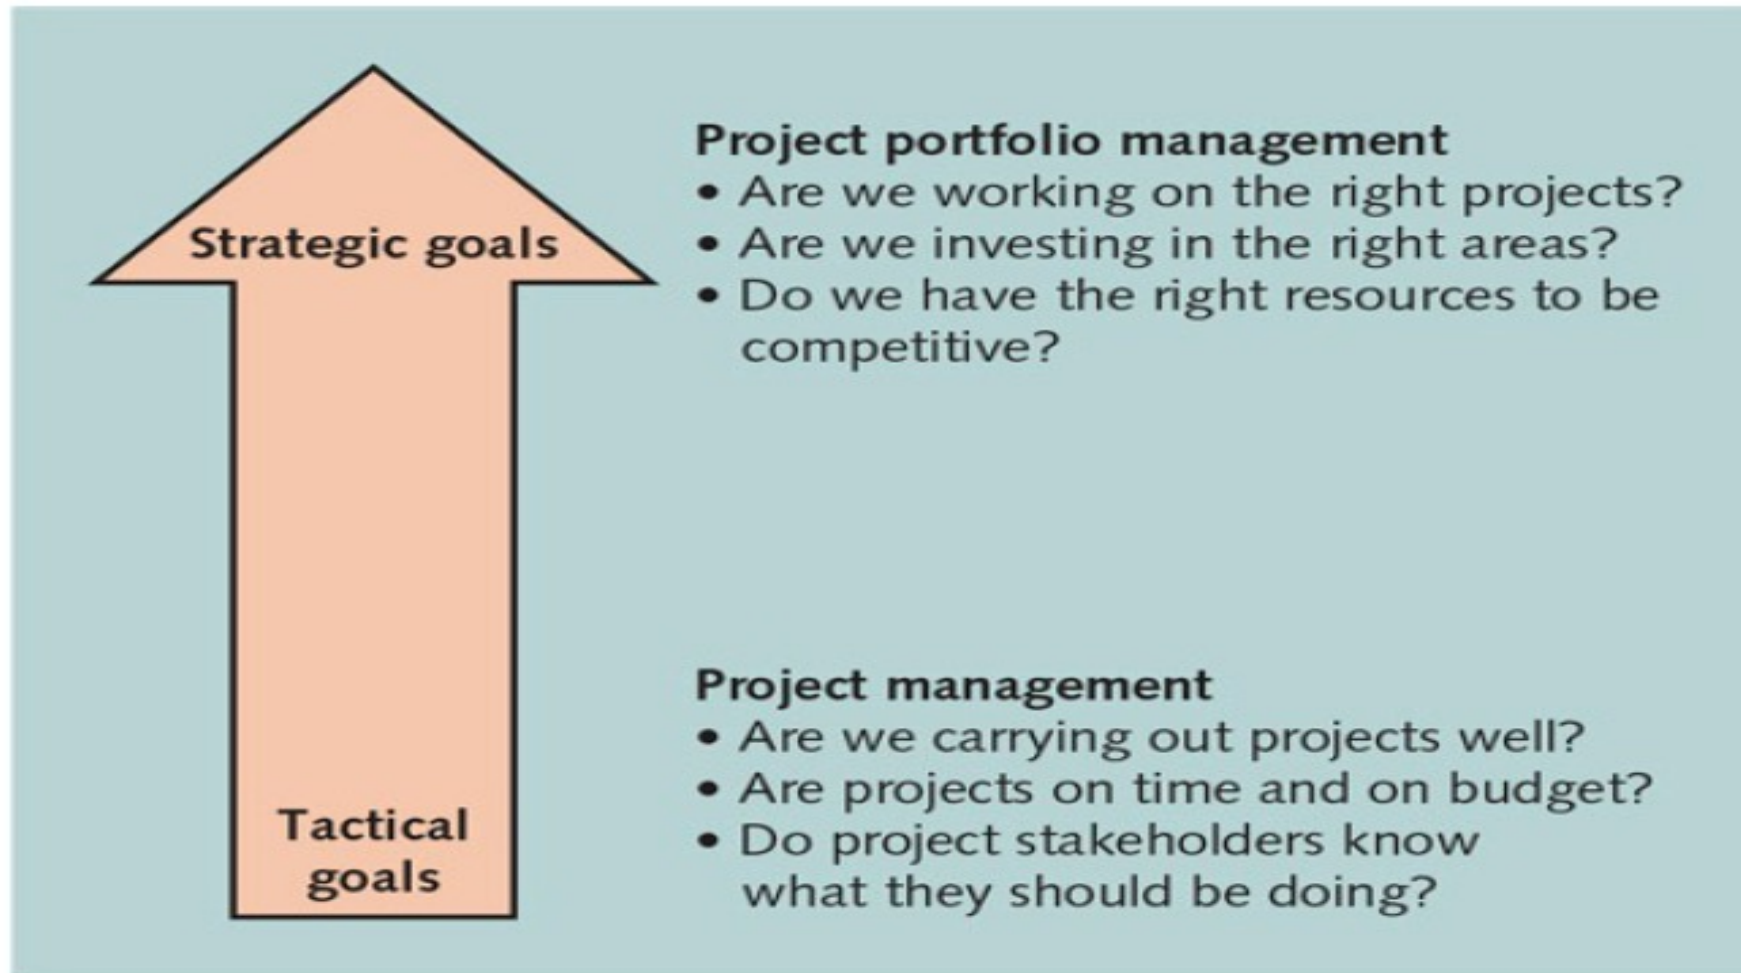 Strategic goals
Tactical
goals
Project portfolio management
• Are we working on the right projects?
• Are we investing in the right areas?
• Do we have the right resources to be
competitive?
Project management
• Are we carrying out projects well?
• Are projects on time and on budget?
• Do project stakeholders know
what they should be doing?